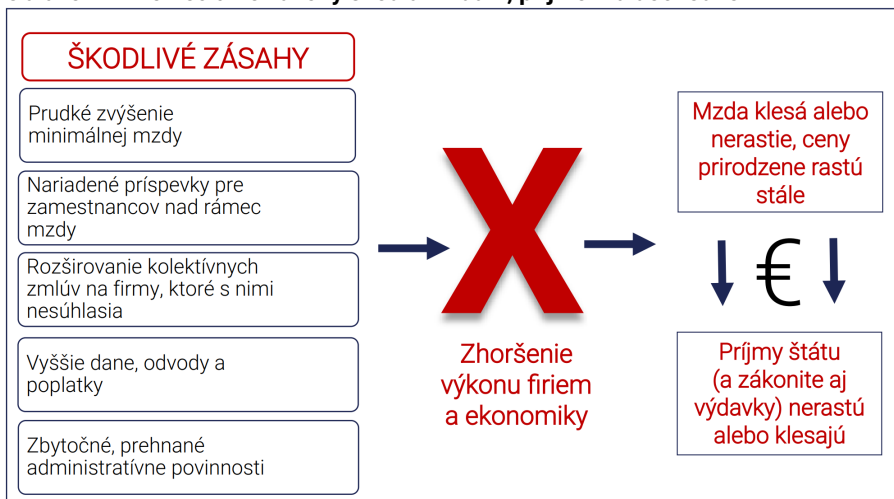 ŠKODLIVÉ ZÁSAHY
Prudké zvýšenie
minimálnej mzdy
Nariadené príspevky pre
zamestnancov nad rámec
mzdy
Rozširovanie kolektívnych
zmlúv na firmy, ktoré s nimi
nesúhlasia
Vyššie dane, odvody a
poplatky
Zbytočné, prehnané
administratívne povinnosti
X
Zhoršenie
výkonu firiem
a ekonomiky
Mzda klesá alebo
nerastie, ceny
prirodzene rastú
stále
€
Príjmy štátu
(a zákonite aj
výdavky) nerastú
alebo klesajú